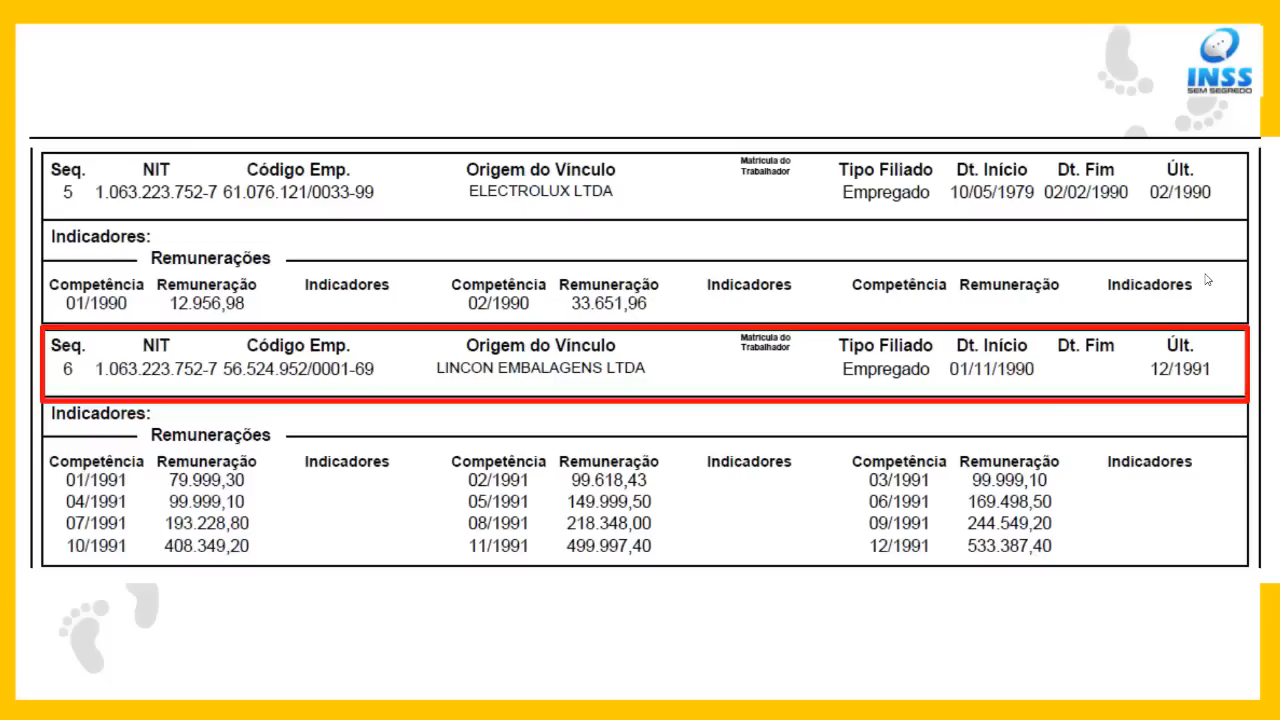 INSS
SEM SEGREDO
Seq. NIT Código Emp. Origem do Vínculo Matrícula do Trabalhador Tipo Filiado Dt. Início Dt. Fim Últ.
5 1.063.223.752-7 61.076.121/0033-99 ELECTROLUX LTDA Empregado 10/05/1979 02/02/1990 02/1990
Indicadores:
Remunerações
Competência Remuneração Indicadores Competência Remuneração Indicadores Competência Remuneração Indicadores
01/1990 12.956,98 02/1990 33.651,96
Seq. NIT Código Emp. Origem do Vínculo Matrícula do Trabalhador Tipo Filiado Dt. Início Dt. Fim Últ.
6 1.063.223.752-7 56.524.952/0001-69 LINCON EMBALAGENS LTDA Empregado 01/11/1990 12/1991
Indicadores:
Remunerações
Competência Remuneração Indicadores Competência Remuneração Indicadores Competência Remuneração Indicadores
01/1991 79.999,30 02/1991 99.618,43 03/1991 99.999,10
04/1991 99.999,10 05/1991 149.999,50 06/1991 169.498,50
07/1991 193.228,80 08/1991 218.348,00 09/1991 244.549,20
10/1991 408.349,20 11/1991 499.997,40 12/1991 533.387,40